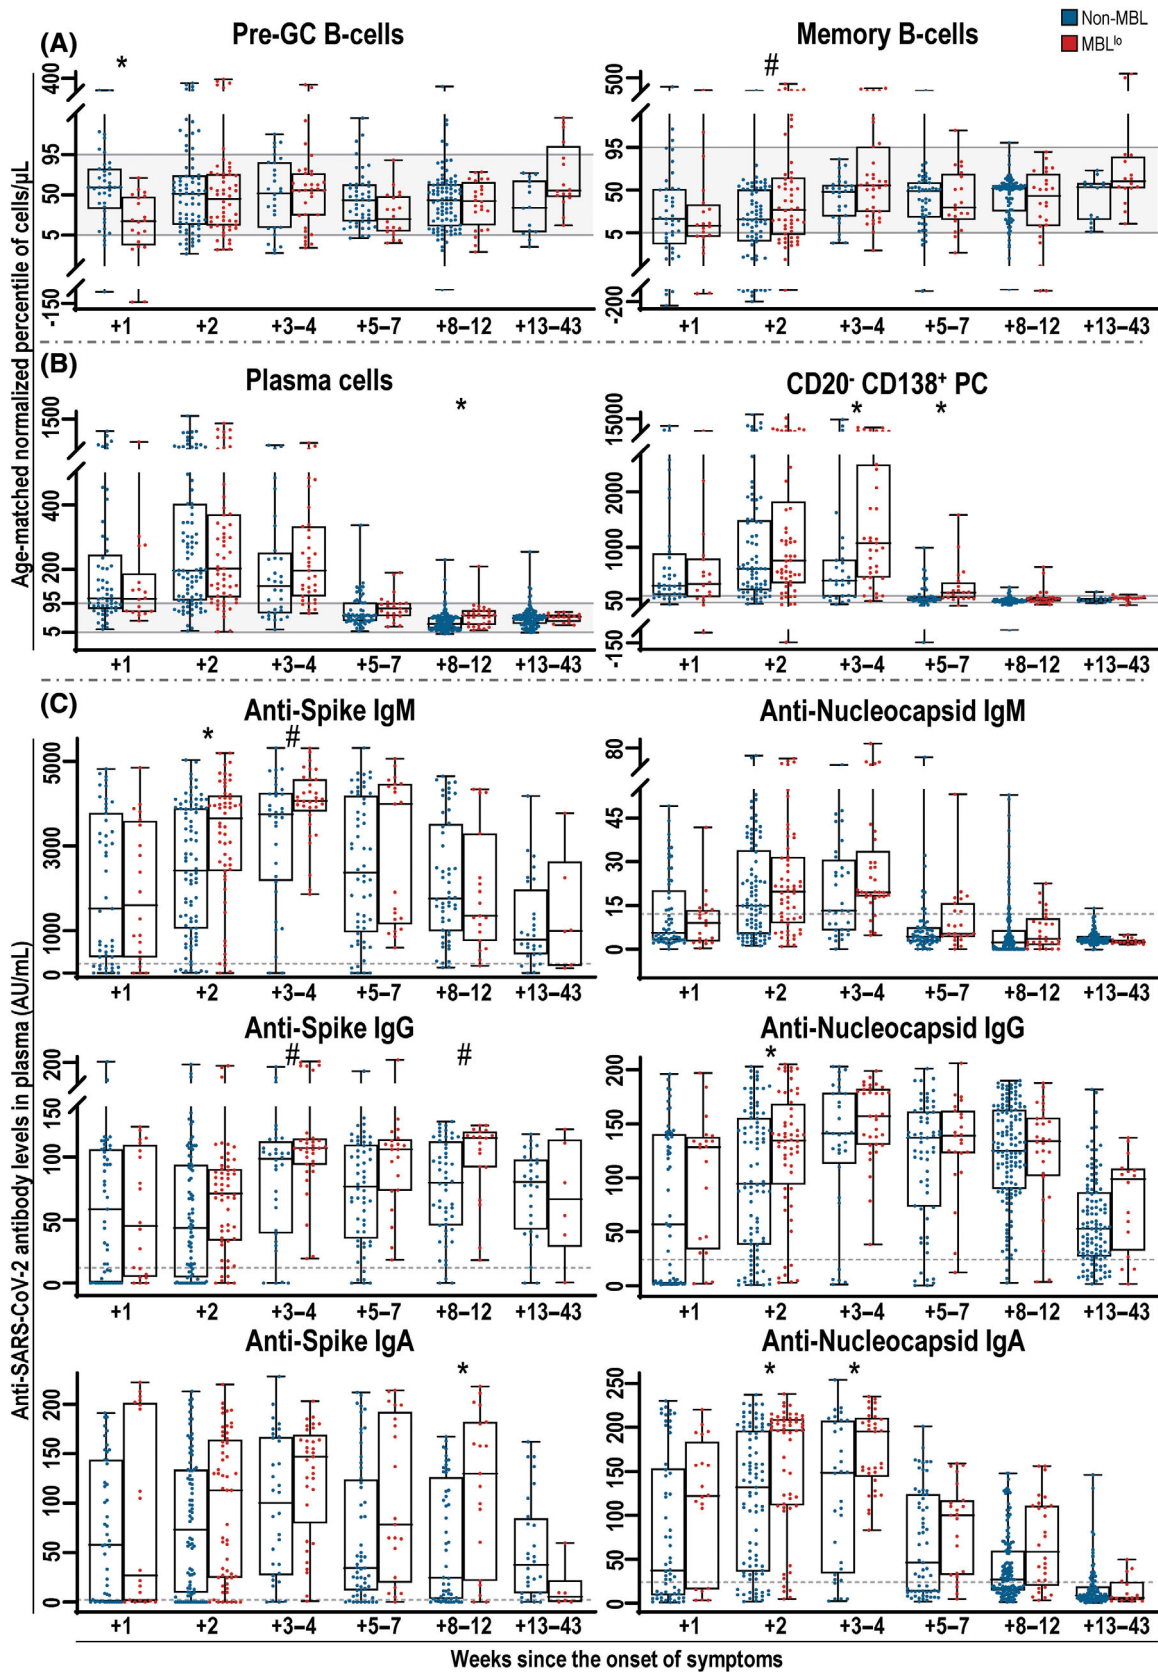 Non-MBL
MBL^lo
(A)
Pre-GC B-cells
Memory B-cells
*
#
400
95
50
5
-150
500
95
50
5
-200
+1 +2 +3–4 +5–7 +8–12 +13–43
+1 +2 +3–4 +5–7 +8–12 +13–43
Age-matched normalized percentile of cells/µL
(B)
Plasma cells
CD20- CD138+ PC
*
* *
1500
400
200
95
5
15000
2000
1000
50
-150
+1 +2 +3–4 +5–7 +8–12 +13–43
+1 +2 +3–4 +5–7 +8–12 +13–43
(C)
Anti-Spike IgM
Anti-Nucleocapsid IgM
* #
5000
3000
1000
0
80
45
30
15
0
+1 +2 +3–4 +5–7 +8–12 +13–43
+1 +2 +3–4 +5–7 +8–12 +13–43
Anti-SARS-CoV-2 antibody levels in plasma (AU/mL)
Anti-Spike IgG
Anti-Nucleocapsid IgG
# #
*
200
150
100
50
0
200
150
100
50
0
+1 +2 +3–4 +5–7 +8–12 +13–43
+1 +2 +3–4 +5–7 +8–12 +13–43
Anti-Spike IgA
Anti-Nucleocapsid IgA
*
* *
200
150
100
50
0
250
200
150
100
50
0
+1 +2 +3–4 +5–7 +8–12 +13–43
+1 +2 +3–4 +5–7 +8–12 +13–43
Weeks since the onset of symptoms